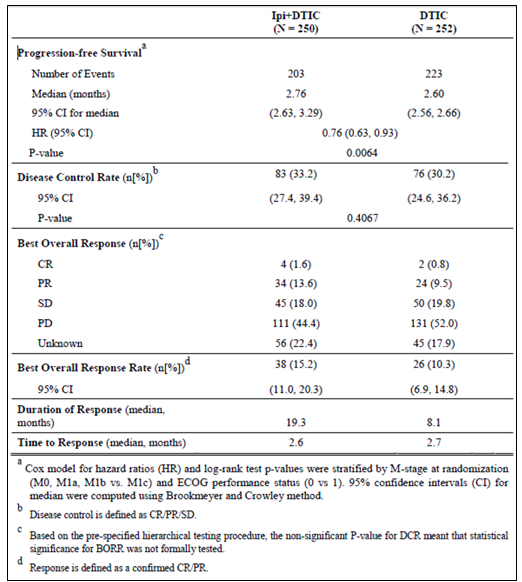 Ipi+DTIC DTIC
(N = 250) (N = 252)
Progression-free Survival a
Number of Events 203 223
Median (months) 2.76 2.60
95% CI for median (2.63, 3.29) (2.56, 2.66)
HR (95% CI) 0.76 (0.63, 0.93)
P-value 0.0064
Disease Control Rate (n[%]) b 83 (33.2) 76 (30.2)
95% CI (27.4, 39.4) (24.6, 36.2)
P-value 0.4067
Best Overall Response (n[%]) c
CR 4 (1.6) 2 (0.8)
PR 34 (13.6) 24 (9.5)
SD 45 (18.0) 50 (19.8)
PD 111 (44.4) 131 (52.0)
Unknown 56 (22.4) 45 (17.9)
Best Overall Response Rate (n[%]) d 38 (15.2) 26 (10.3)
95% CI (11.0, 20.3) (6.9, 14.8)
Duration of Response (median,
months) 19.3 8.1
Time to Response (median, months) 2.6 2.7
a Cox model for hazard ratios (HR) and log-rank test p-values were stratified by M-stage at randomization
(M0, M1a, M1b vs. M1c) and ECOG performance status (0 vs 1). 95% confidence intervals (CI) for
median were computed using Brookmeyer and Crowley method.
b Disease control is defined as CR/PR/SD.
c Based on the pre-specified hierarchical testing procedure, the non-significant P-value for DCR meant that statistical
significance for BORR was not formally tested.
d Response is defined as a confirmed CR/PR.